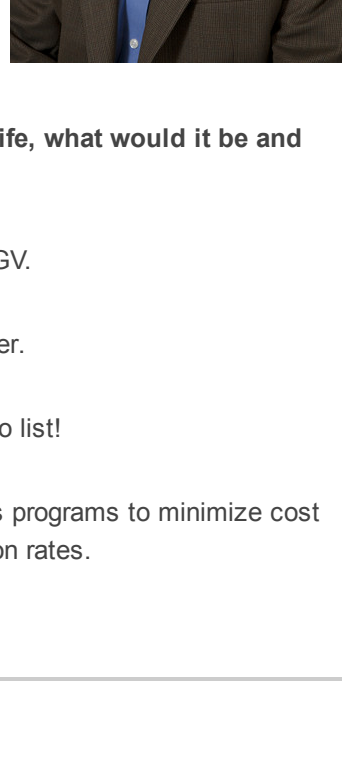 ife, what would it be and
GV.
er.
o list!
s programs to minimize cost
on rates.